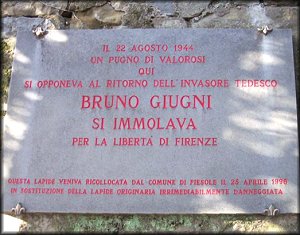 IL 22 AGOSTO 1944
UN PUGNO DI VALOROSI
QUI
SI OPPONEVA AL RITORNO DELL'INVASORE TEDESCO
BRUNO GIUGNI
SI IMMOLAVA
PER LA LIBERTÁ DI FIRENZE
QUESTA LAPIDE VENIVA RICOLLOCATA DAL COMUNE DI FIESOLE IL 25 APRILE 1996
IN SOSTITUZIONE DELLA LAPIDE ORIGINARIA IRRIMEDIABILMENTE DANNEGGIATA